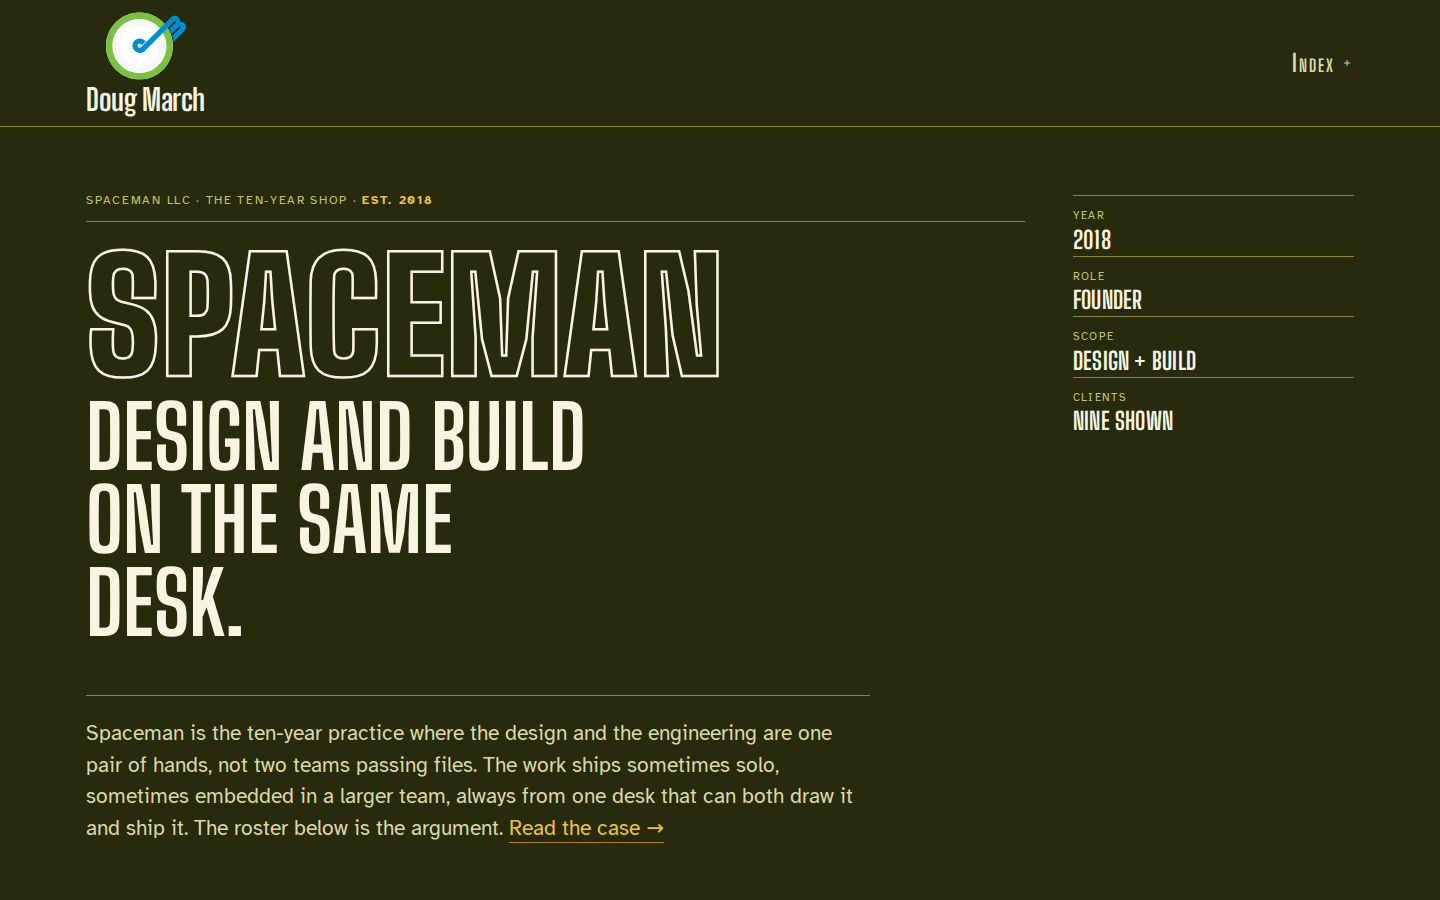 Doug March
Index +
SPACEMAN LLC · THE TEN-YEAR SHOP · EST. 2018
SPACEMAN
DESIGN AND BUILD
ON THE SAME
DESK.
Spaceman is the ten-year practice where the design and the engineering are one
pair of hands, not two teams passing files. The work ships sometimes solo,
sometimes embedded in a larger team, always from one desk that can both draw it
and ship it. The roster below is the argument. Read the case →
YEAR
2018
ROLE
FOUNDER
SCOPE
DESIGN + BUILD
CLIENTS
NINE SHOWN